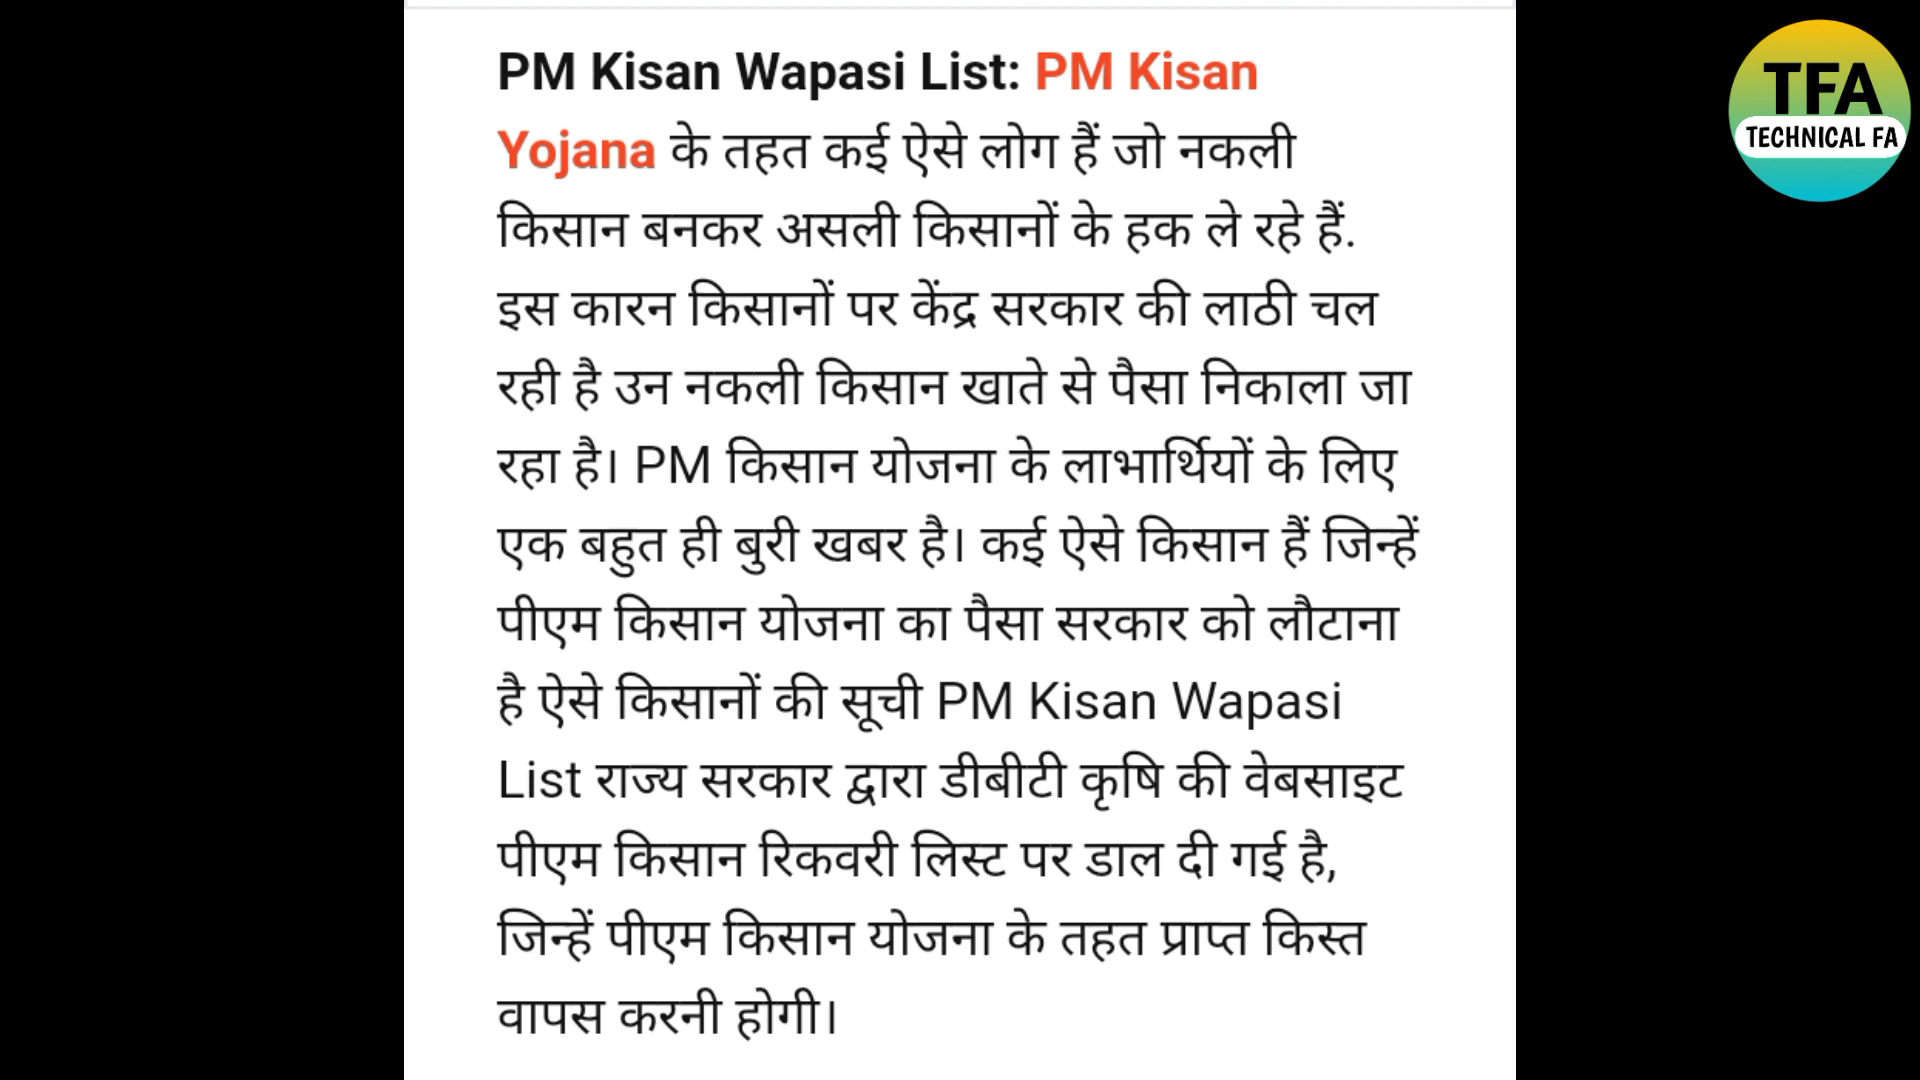 PM Kisan Wapasi List: PM Kisan
Yojana के तहत कई ऐसे लोग हैं जो नकली
किसान बनकर असली किसानों के हक ले रहे हैं.
इस कारन किसानों पर केंद्र सरकार की लाठी चल
रही है उन नकली किसान खाते से पैसा निकाला जा
रहा है। PM किसान योजना के लाभार्थियों के लिए
एक बहुत ही बुरी खबर है। कई ऐसे किसान हैं जिन्हें
पीएम किसान योजना का पैसा सरकार को लौटाना
है ऐसे किसानों की सूची PM Kisan Wapasi
List राज्य सरकार द्वारा डीबीटी कृषि की वेबसाइट
पीएम किसान रिकवरी लिस्ट पर डाल दी गई है,
जिन्हें पीएम किसान योजना के तहत प्राप्त किस्त
वापस करनी होगी।
TFA
TECHNICAL FA